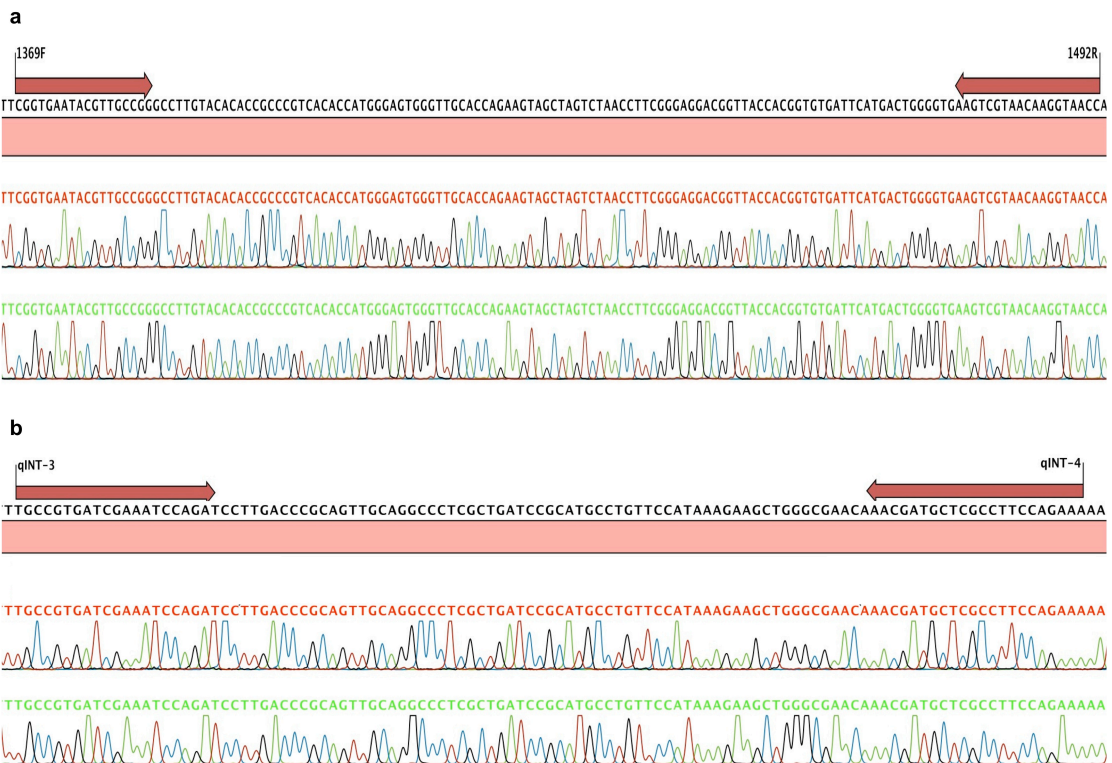 a
1369F 1492R
TTCGGTGAATACGTTGCCGGGCCTTGTACACACCGCCCGTCACACCATGGGAGTGGGTTGCACCAGAAGTAGCTAGTCTAACCTTCGGGAGGACGGTTACCACGGTGTGATTCATGACTGGGGTGAAGTCGTAACAAGGTAACCA
TTCGGTGAATACGTTGCCGGGCCTTGTACACACCGCCCGTCACACCATGGGAGTGGGTTGCACCAGAAGTAGCTAGTCTAACCTTCGGGAGGACGGTTACCACGGTGTGATTCATGACTGGGGTGAAGTCGTAACAAGGTAACCA
TTCGGTGAATACGTTGCCGGGCCTTGTACACACCGCCCGTCACACCATGGGAGTGGGTTGCACCAGAAGTAGCTAGTCTAACCTTCGGGAGGACGGTTACCACGGTGTGATTCATGACTGGGGTGAAGTCGTAACAAGGTAACCA
b
qINT-3 qINT-4
TTGCCGTGATCGAAATCCAGATCCTTGACCCGCAGTTGCAGGCCCTCGCTGATCCGCATGCCTGTTCCATAAAGAAGCTGGGCGAACAAACGATGCTCGCCTTCCAGAAAAA
TTGCCGTGATCGAAATCCAGATCCTTGACCCGCAGTTGCAGGCCCTCGCTGATCCGCATGCCTGTTCCATAAAGAAGCTGGGCGAACAAACGATGCTCGCCTTCCAGAAAAA
TTGCCGTGATCGAAATCCAGATCCTTGACCCGCAGTTGCAGGCCCTCGCTGATCCGCATGCCTGTTCCATAAAGAAGCTGGGCGAACAAACGATGCTCGCCTTCCAGAAAAA